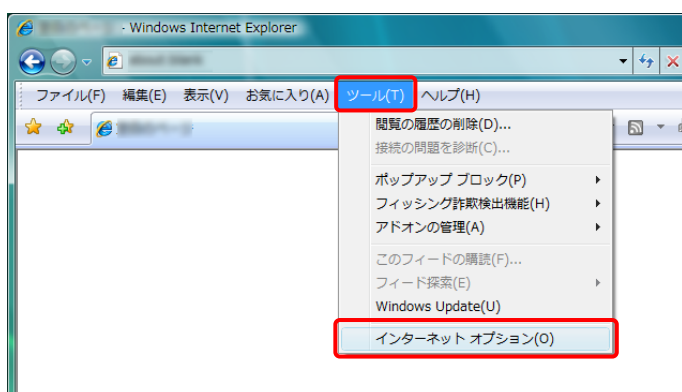 - Windows Internet Explorer
ファイル(F) 編集(E) 表示(V) お気に入り(A) ツール(T) ヘルプ(H)
閲覧の履歴の削除(D)...
接続の問題を診断(C)...
ポップアップ ブロック(P)
フィッシング詐欺検出機能(H)
アドオンの管理(A)
このフィードの購読(F)...
フィード探索(E)
Windows Update(U)
インターネット オプション(O)